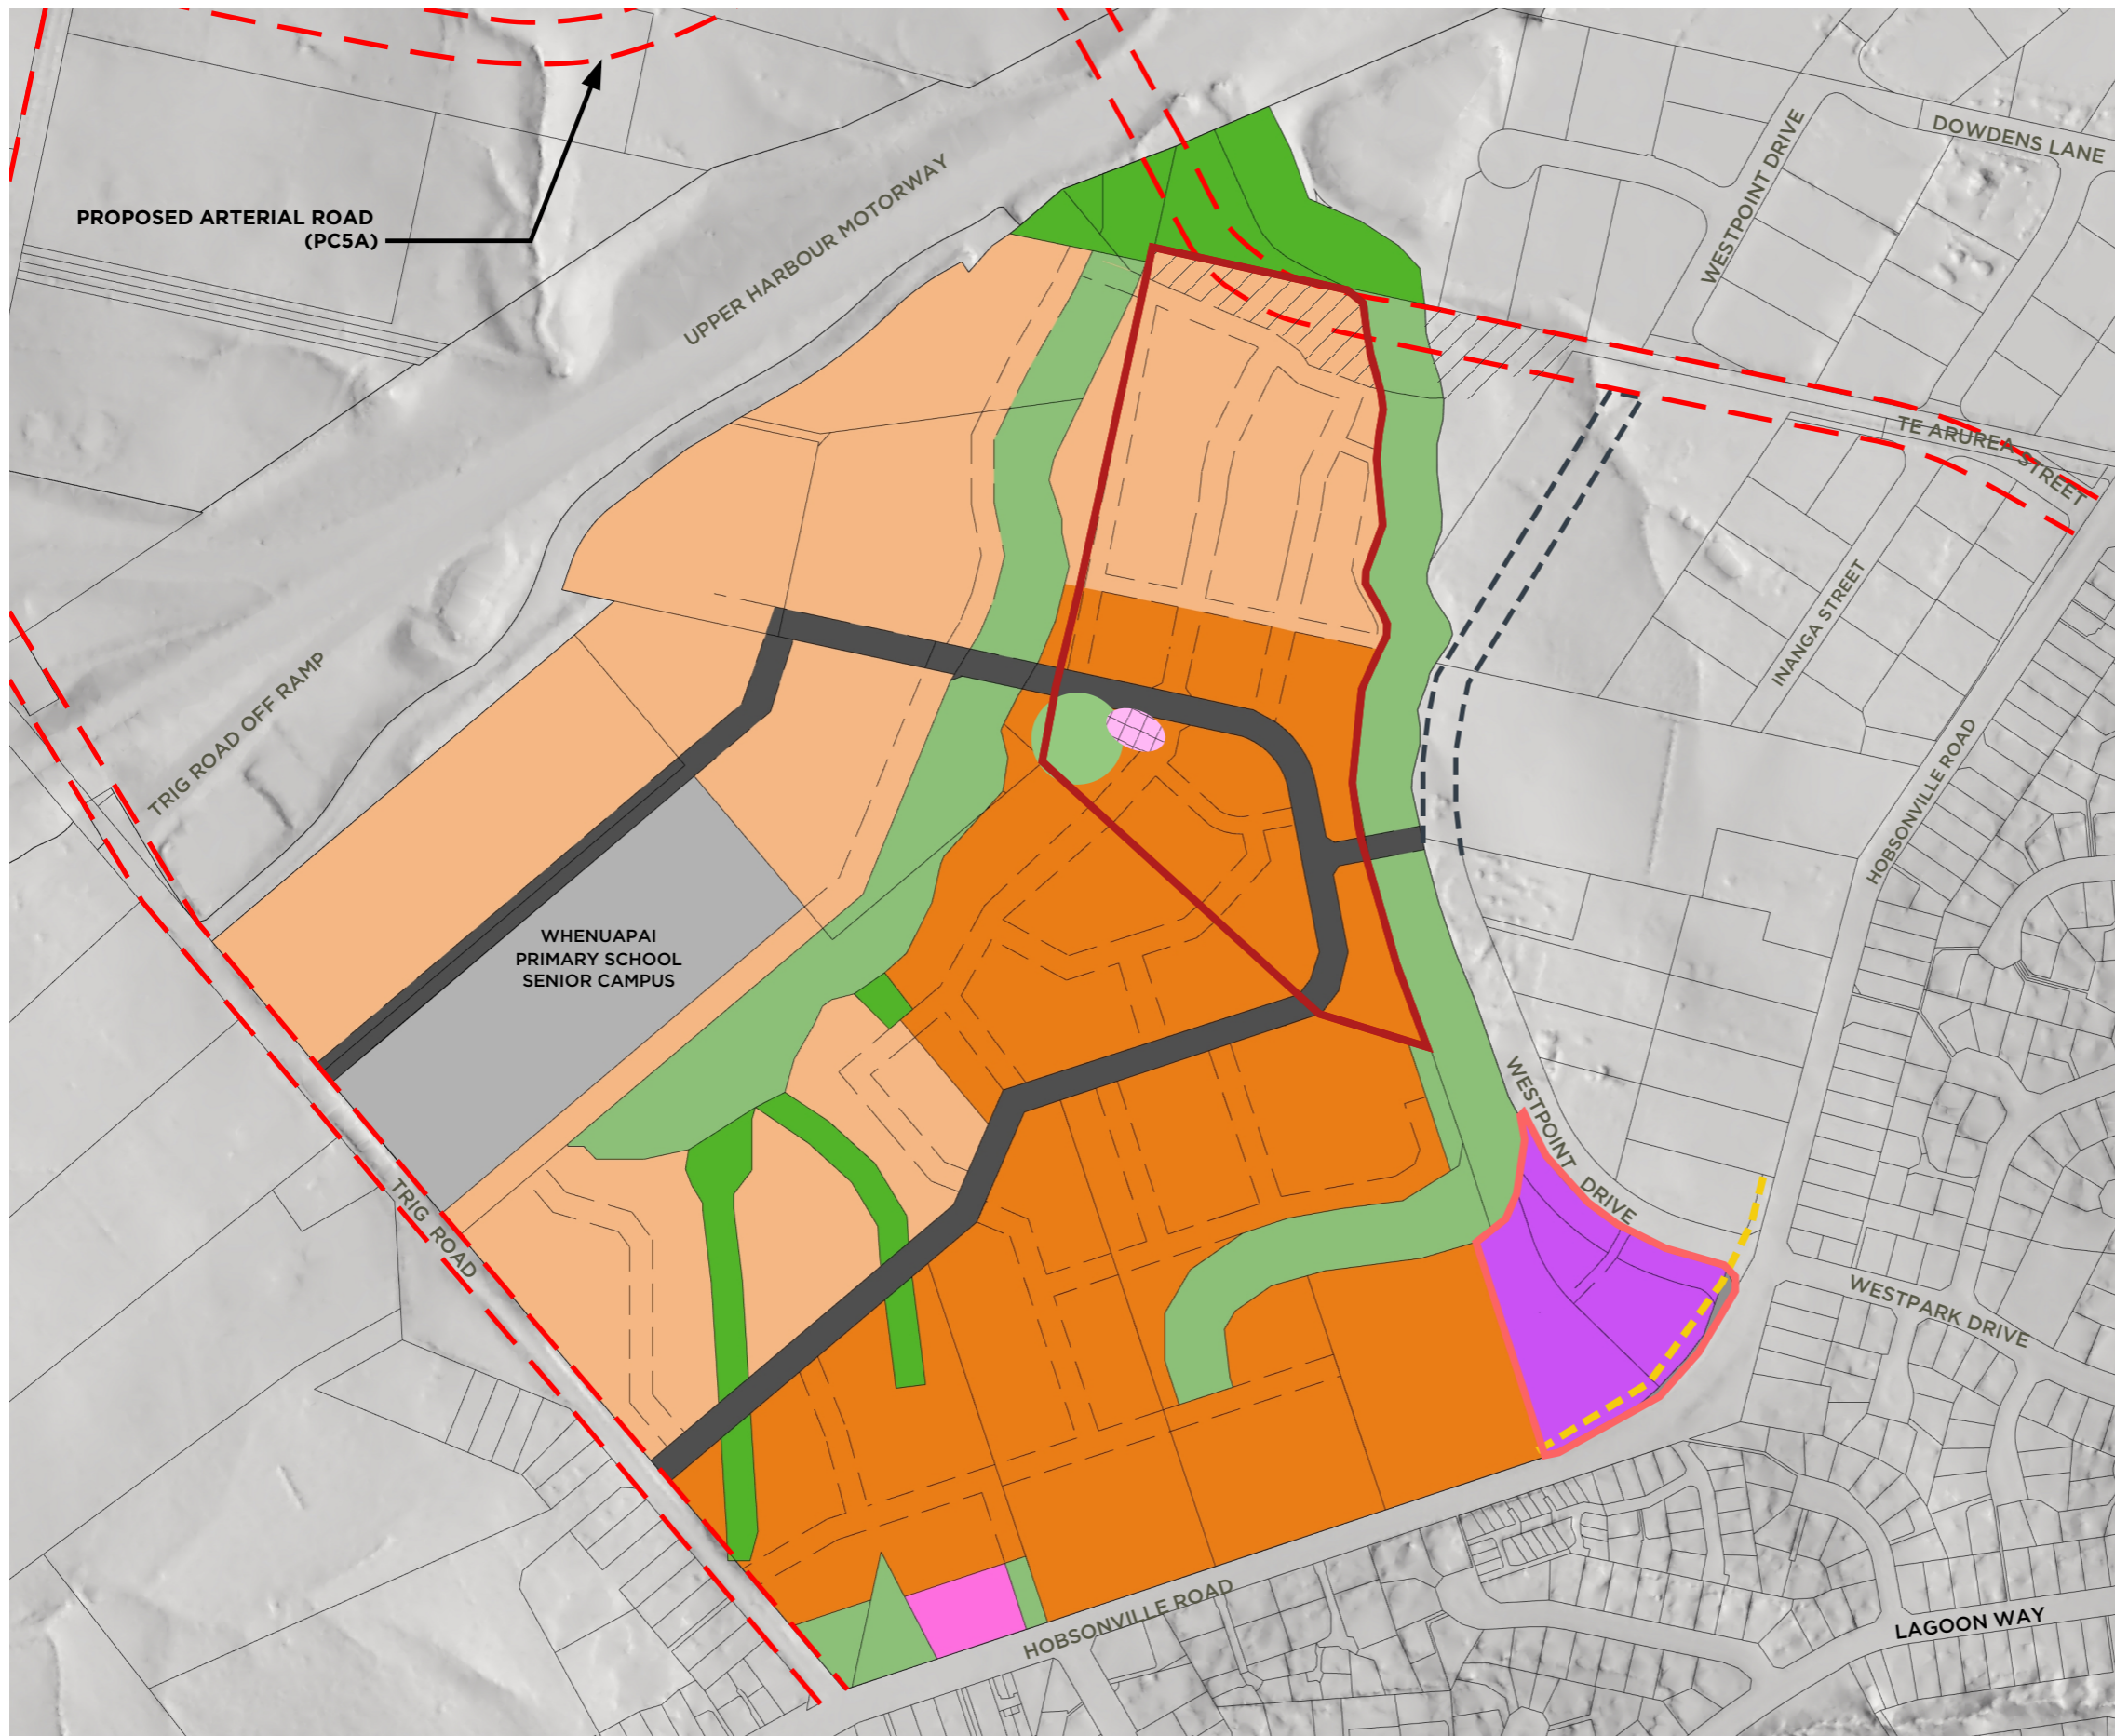 DOWDENS LANE
WESTPOINT DRIVE
PROPOSED ARTERIAL ROAD
(PC5A)
UPPER HARBOUR MOTORWAY
TE ARUREA STREET
INANGA STREET
TRIG ROAD OFF RAMP
HOBSONVILLE ROAD
WHENUAPAI
PRIMARY SCHOOL
SENIOR CAMPUS
WESTPOINT DRIVE
TRIG ROAD
WESTPARK DRIVE
HOBSONVILLE ROAD
LAGOON WAY